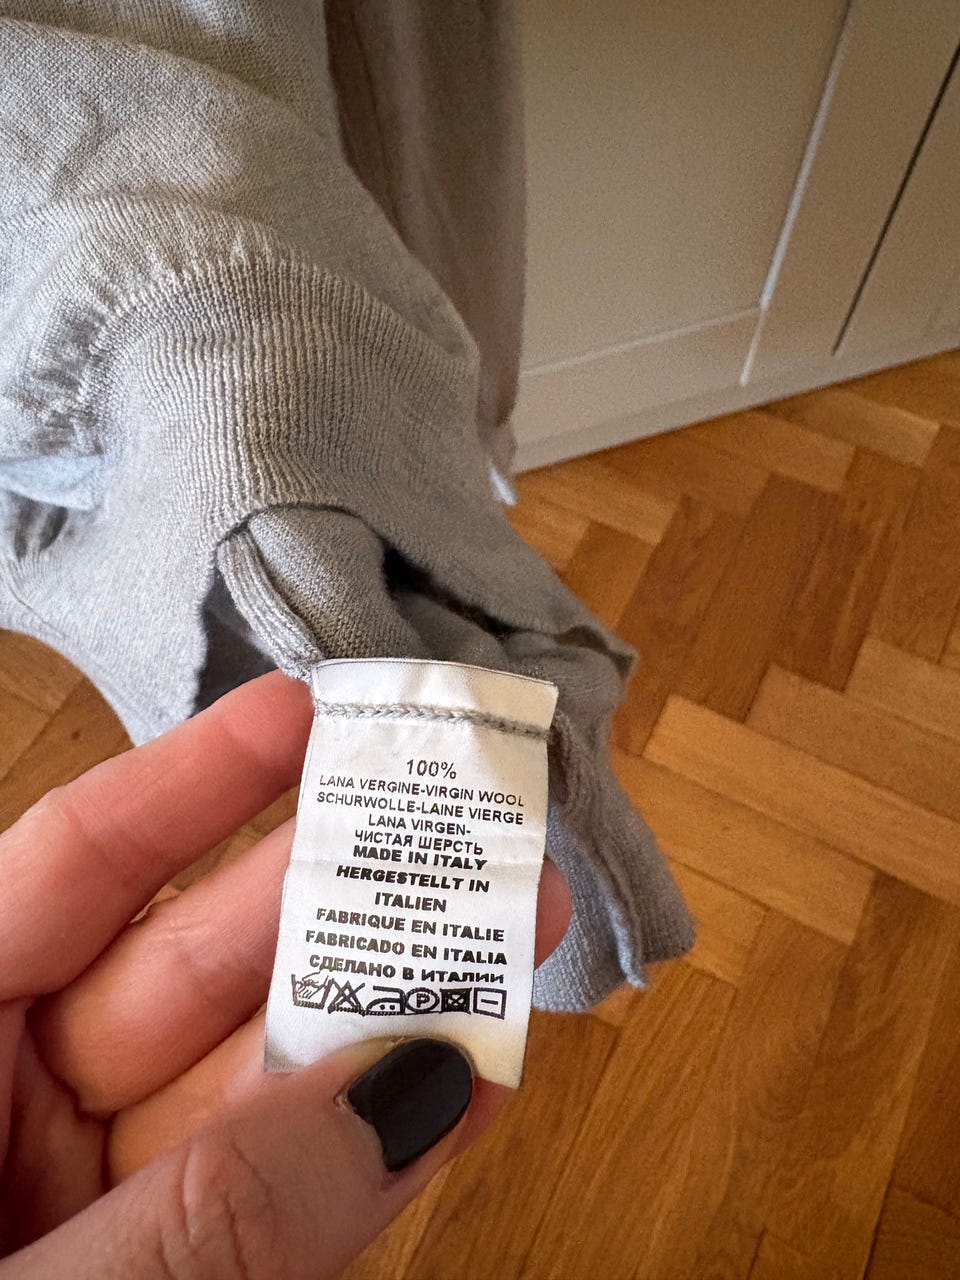 100%
LANA VERGINE-VIRGIN WOOL
SCHURWOLLE-LAINE VIERGE
LANA VIRGEN-
ЧИСТАЯ ШЕРСТЬ
MADE IN ITALY
HERGESTELLT IN
ITALIEN
FABRIQUE EN ITALIE
FABRICADO EN ITALIA
СДЕЛАНО В ИТАЛИИ
P